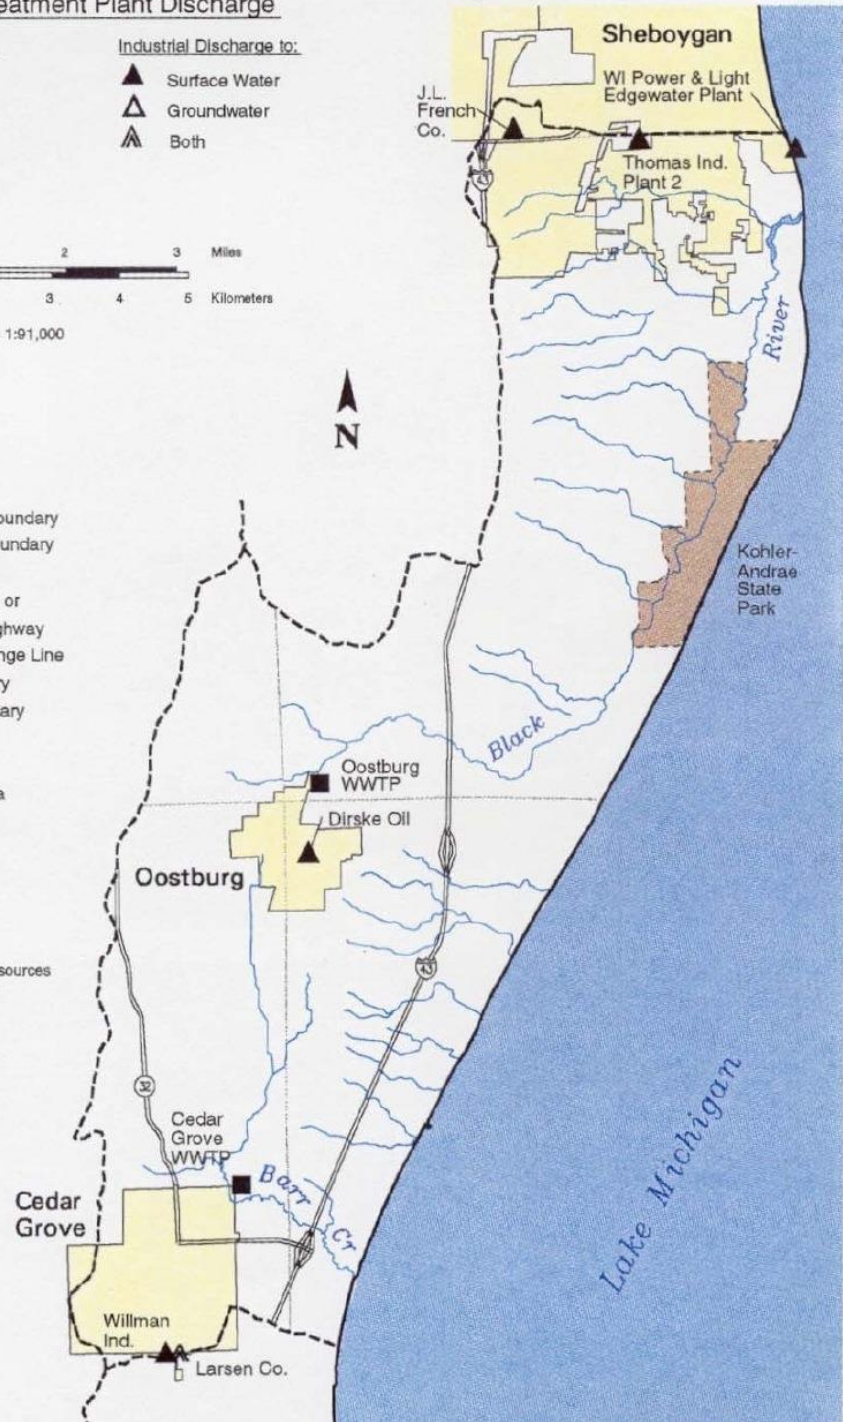 eatment Plant Discharge
Industrial Discharge to:
Surface Water
Groundwater
Both
2 3 Miles
3 4 5 Kilometers
1:91,000
N
oundary
undary
or
ghway
nge Line
ry
ary
a
sources
Sheboygan
WI Power & Light
Edgewater Plant
J.L.
French
Co.
Thomas Ind.
Plant 2
43
River
Kohler-
Andrae
State
Park
Black
Oostburg
WWTP
Dirske Oil
Oostburg
43
32
Cedar
Grove
WWTP
Barr
Cr
Cedar
Grove
Lake Michigan
Willman
Ind.
Larsen Co.